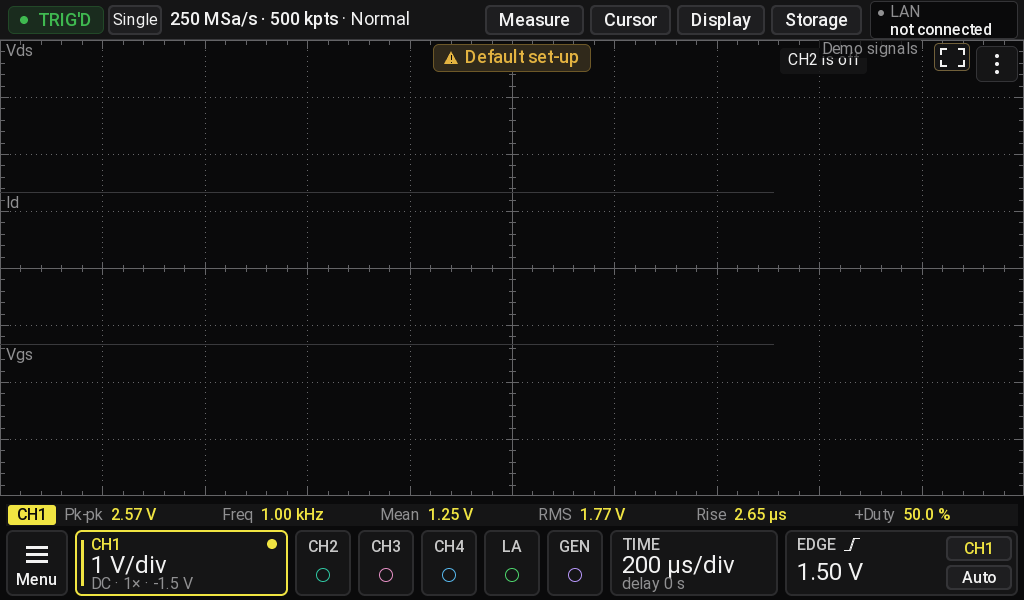 TRIG'D Single 250 MSa/s · 500 kpts · Normal Measure Cursor Display Storage LAN
not connected
Vds Default set-up CH2 is off Demo signals
Id
Vgs
CH1 Pk-pk 2.57 V Freq 1.00 kHz Mean 1.25 V RMS 1.77 V Rise 2.65 µs +Duty 50.0 %
Menu
CH1
1 V/div
DC · 1× · -1.5 V
CH2
CH3
CH4
LA
GEN
TIME
200 µs/div
delay 0 s
EDGE CH1
1.50 V Auto